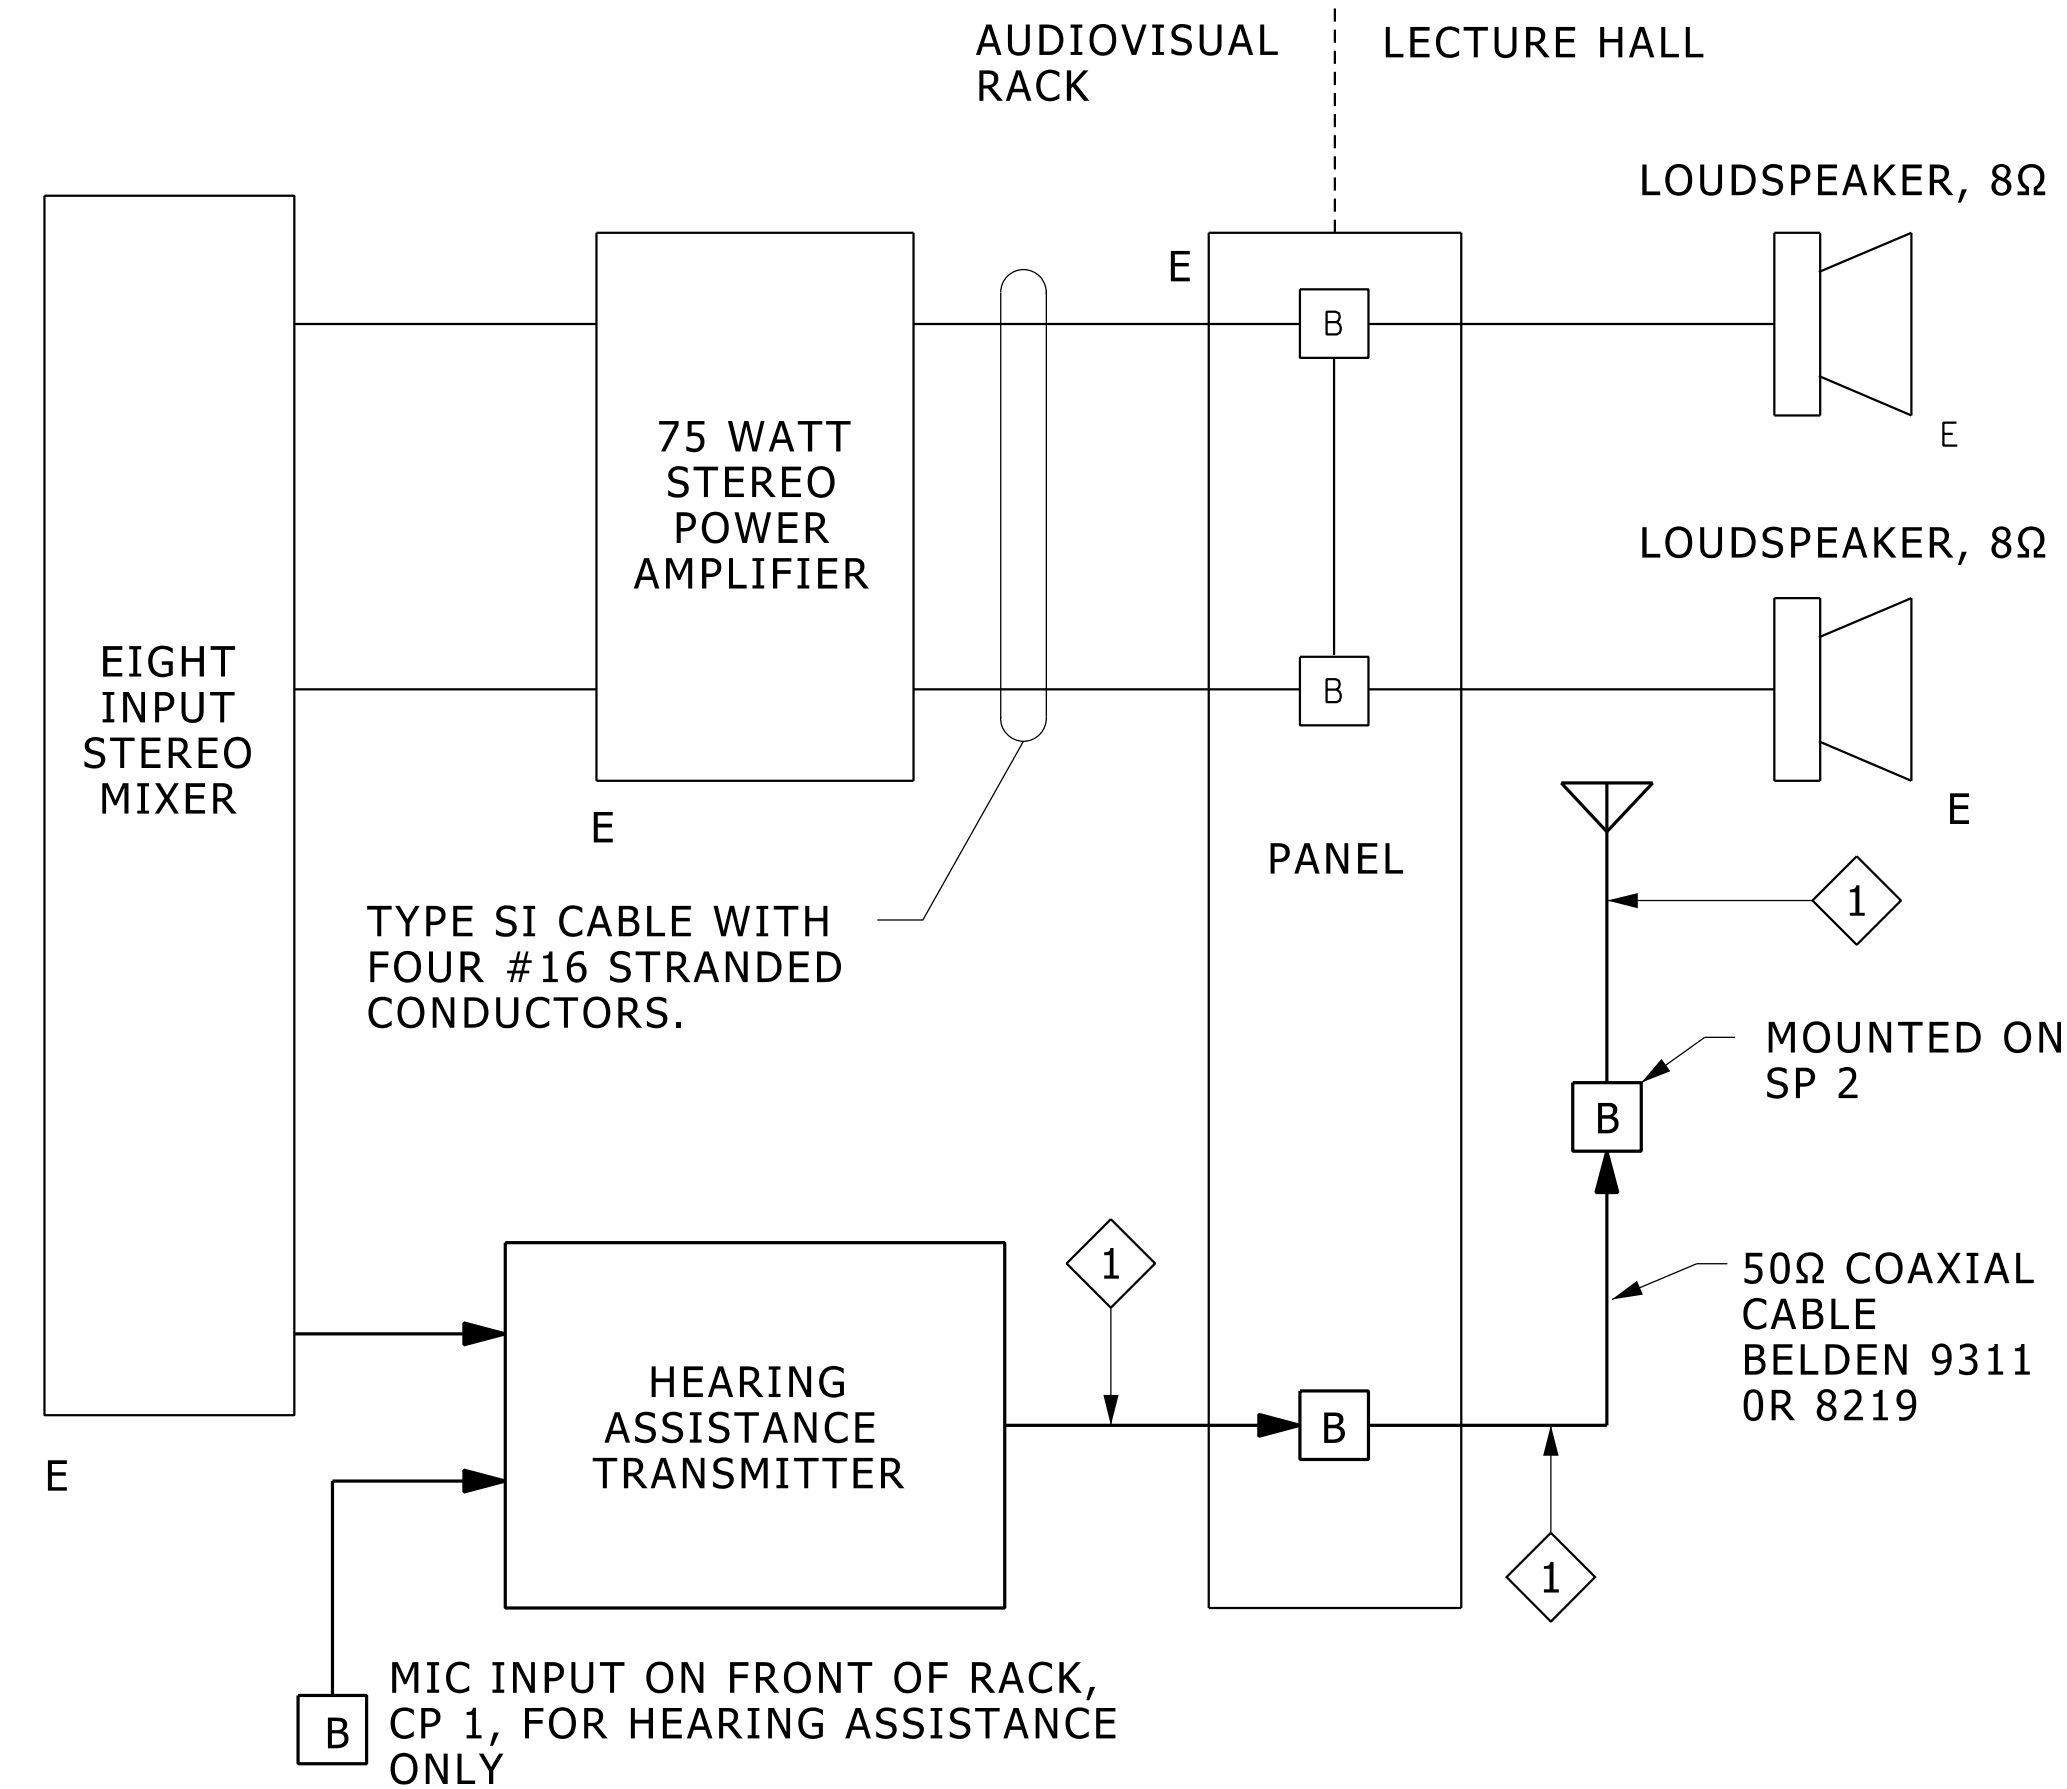 AUDIOVISUAL
RACK
LECTURE HALL
LOUDSPEAKER, 8Ω
E
B
E
75 WATT
STEREO
POWER
AMPLIFIER
LOUDSPEAKER, 8Ω
EIGHT
INPUT
STEREO
MIXER
B
E
E
PANEL
1
TYPE SI CABLE WITH
FOUR #16 STRANDED
CONDUCTORS.
MOUNTED ON
SP 2
B
1
50Ω COAXIAL
CABLE
BELDEN 9311
0R 8219
HEARING
ASSISTANCE
TRANSMITTER
B
E
1
MIC INPUT ON FRONT OF RACK,
CP 1, FOR HEARING ASSISTANCE
ONLY
B